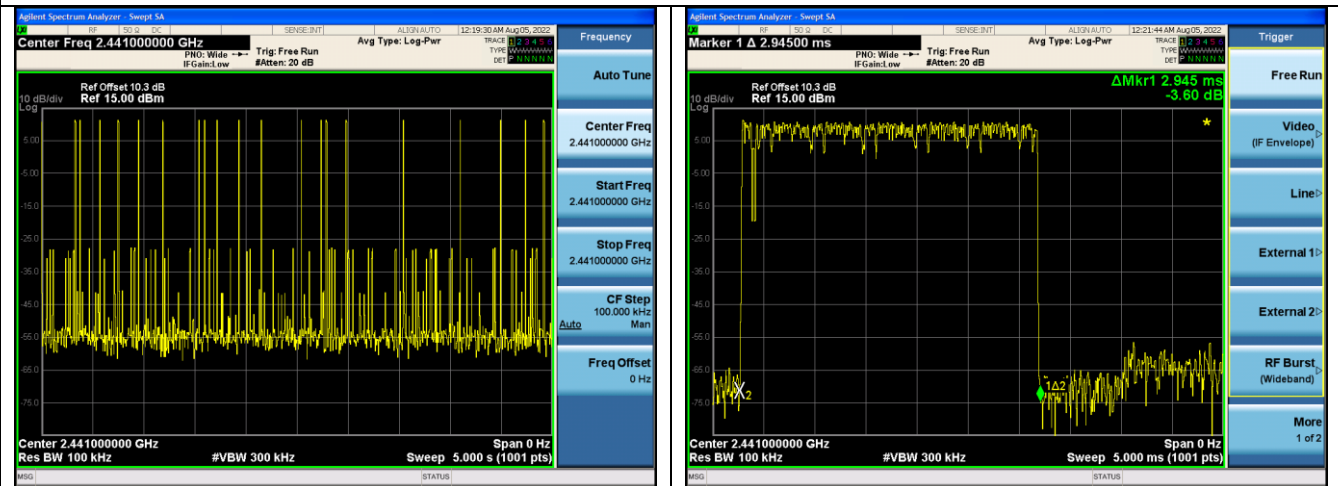 Agilent Spectrum Analyzer - Swept SA
RF 50 Ω DC SENSE:INT ALIGN AUTO 12:19:30 AM Aug 05, 2022
Center Freq 2.441000000 GHz
PNO: Wide
IFGain:Low
Trig: Free Run
#Atten: 20 dB
Avg Type: Log-Pwr
TRACE 1 2 3 4 5 6
TYPE
DET P N N N N N
Ref Offset 10.3 dB
10 dB/div Ref 15.00 dBm
Log
5.00
-5.00
-15.0
-25.0
-35.0
-45.0
-55.0
-65.0
-75.0
Center 2.441000000 GHz Span 0 Hz
Res BW 100 kHz #VBW 300 kHz Sweep 5.000 s (1001 pts)
MSG STATUS
Frequency
Auto Tune
Center Freq
2.441000000 GHz
Start Freq
2.441000000 GHz
Stop Freq
2.441000000 GHz
CF Step
100.000 kHz
Auto Man
Freq Offset
0 Hz
Agilent Spectrum Analyzer - Swept SA
RF 50 Ω DC SENSE:INT ALIGN AUTO 12:21:44 AM Aug 05, 2022
Marker 1 Δ 2.94500 ms
PNO: Wide
IFGain:Low
Trig: Free Run
#Atten: 20 dB
Avg Type: Log-Pwr
TRACE 1 2 3 4 5 6
TYPE
DET P N N N N N
ΔMkr1 2.945 ms
-3.60 dB
Ref Offset 10.3 dB
10 dB/div Ref 15.00 dBm
Log
5.00
-5.00
-15.0
-25.0
-35.0
-45.0
-55.0
-65.0
-75.0
X2
1Δ2
Center 2.441000000 GHz Span 0 Hz
Res BW 100 kHz #VBW 300 kHz Sweep 5.000 ms (1001 pts)
MSG STATUS
Trigger
Free Run
Video
(IF Envelope)
Line
External 1
External 2
RF Burst
(Wideband)
More
1 of 2